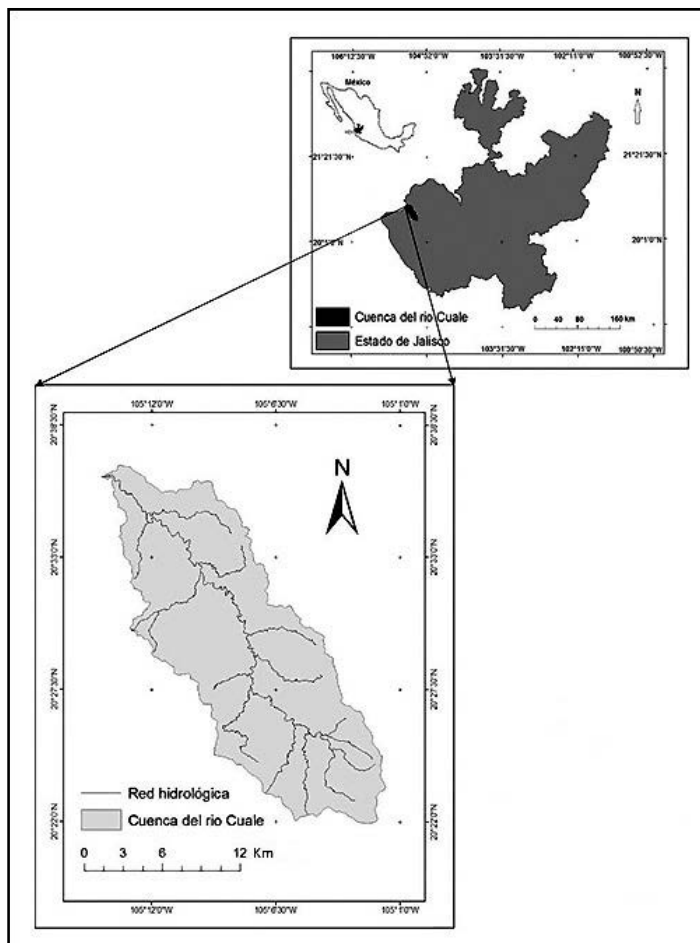 106°12'30"W 104°52'0"W 103°31'30"W 102°11'0"W 100°52'30"W
México
N
21°21'30"N 21°21'30"N
20°1'0"N 20°1'0"N
Cuenca del rio Cuale
Estado de Jalisco
0 40 80 160 km
103°31'30"W 102°11'0"W 100°50'30"W
105°12'0"W 105°6'30"W 105°1'0"W
20°38'30"N 20°38'30"N
N
20°33'0"N 20°33'0"N
20°27'30"N 20°27'30"N
Red hidrológica
Cuenca del rio Cuale
20°22'0"N 20°22'0"N
0 3 6 12 Km
105°12'0"W 105°6'30"W 105°1'0"W